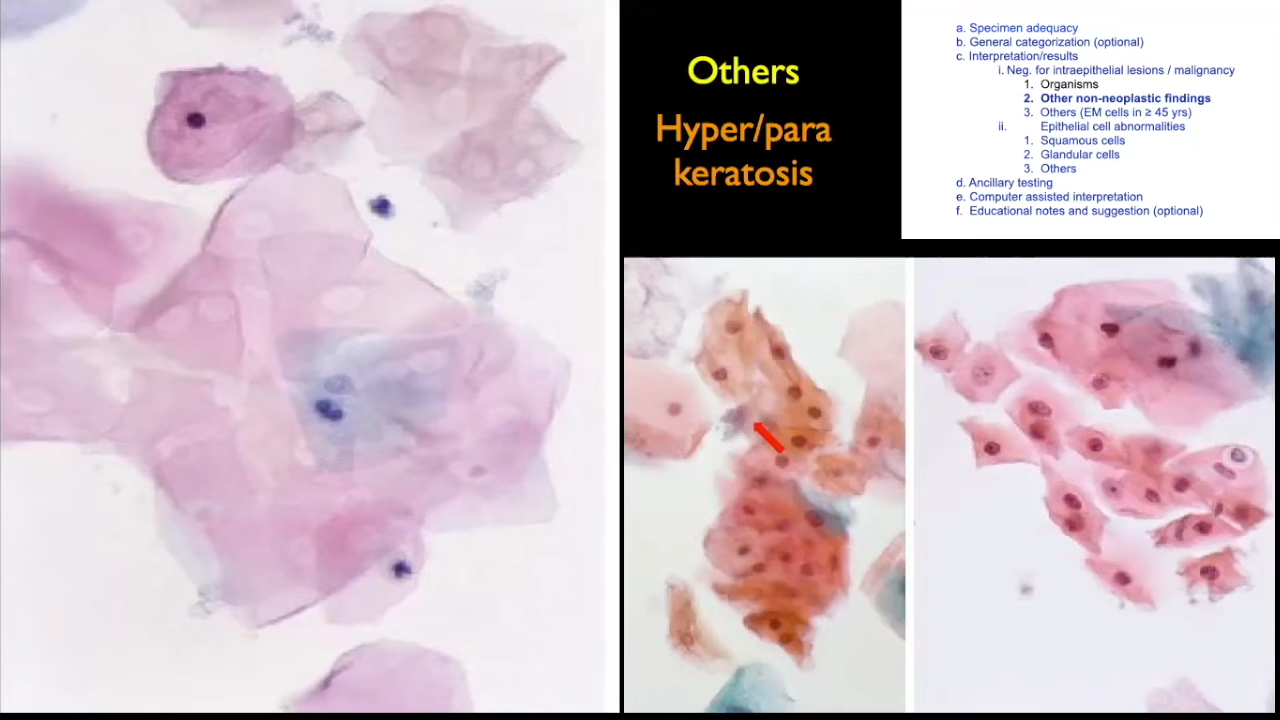 Others
Hyper/para
keratosis
a. Specimen adequacy
b. General categorization (optional)
c. Interpretation/results
i. Neg. for intraepithelial lesions / malignancy
1. Organisms
2. Other non-neoplastic findings
3. Others (EM cells in ≥ 45 yrs)
ii. Epithelial cell abnormalities
1. Squamous cells
2. Glandular cells
3. Others
d. Ancillary testing
e. Computer assisted interpretation
f. Educational notes and suggestion (optional)